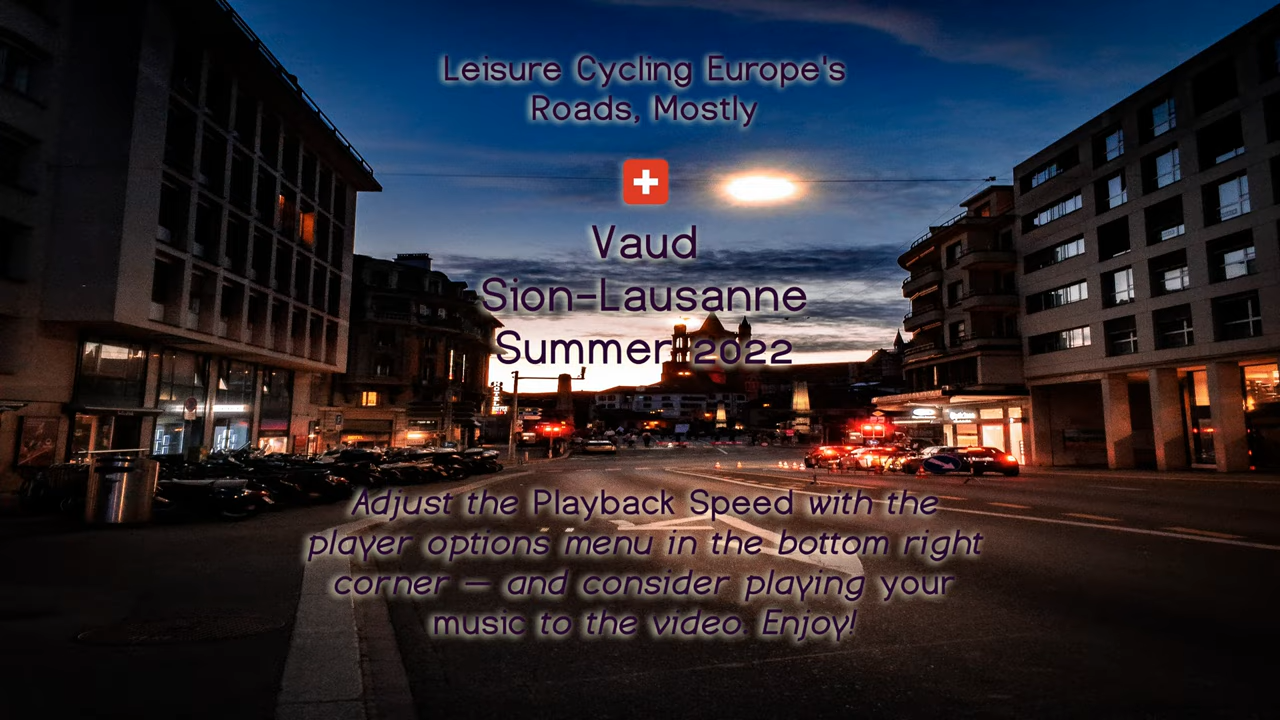 Leisure Cycling Europe's
Roads, Mostly
Vaud
Sion-Lausanne
Summer 2022
Adjust the Playback Speed with the
player options menu in the bottom right
corner – and consider playing your
music to the video. Enjoy!